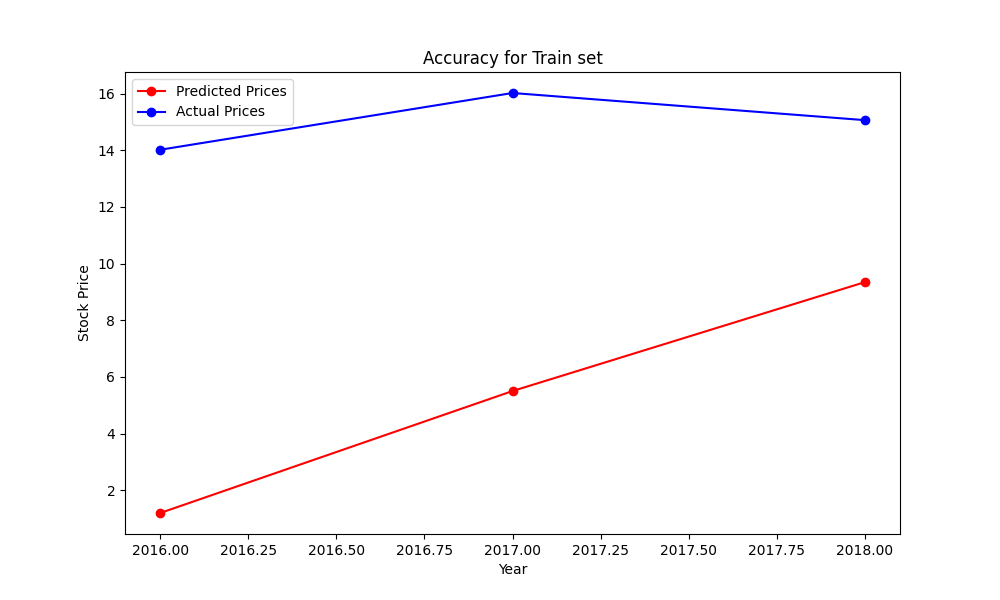 Accuracy for Train set
Predicted Prices
Actual Prices
16
14
12
10
8
6
4
2
Stock Price
2016.00 2016.25 2016.50 2016.75 2017.00 2017.25 2017.50 2017.75 2018.00
Year